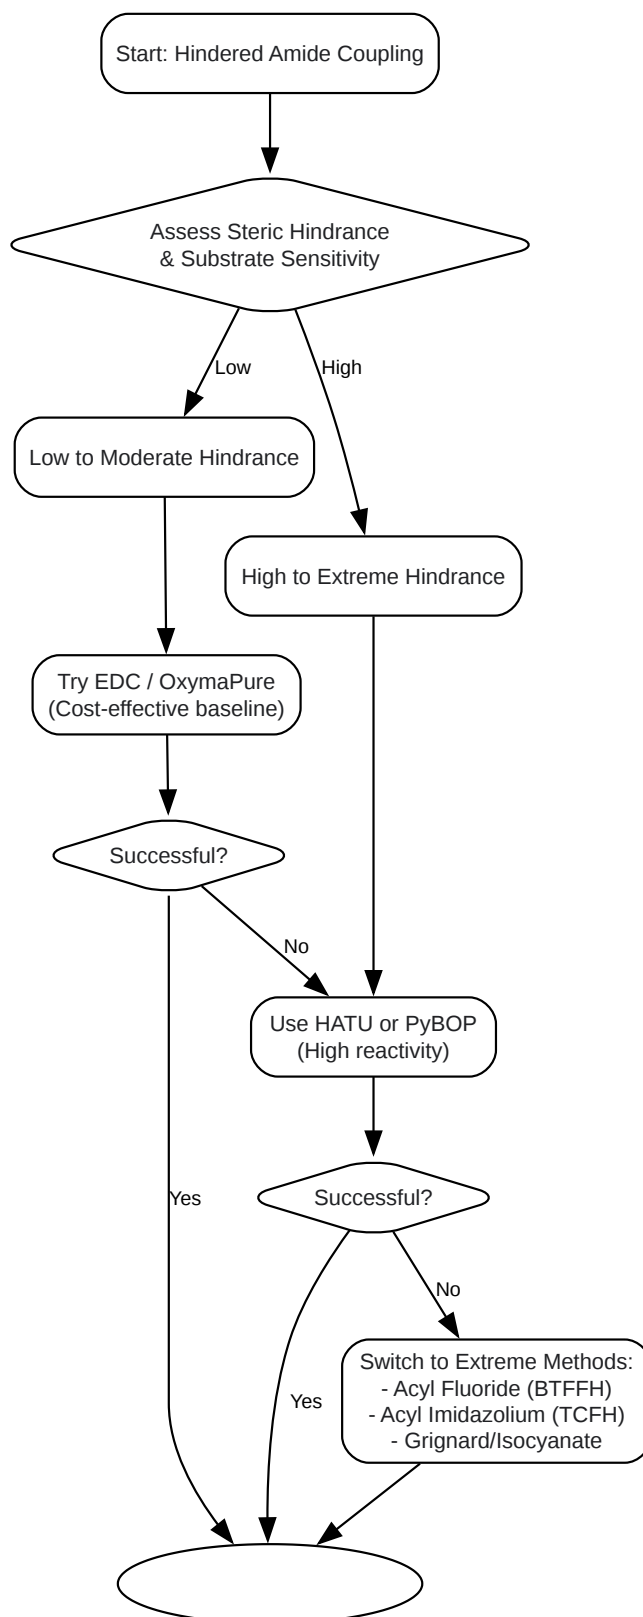 Start: Hindered Amide Coupling
Assess Steric Hindrance
& Substrate Sensitivity
Low
High
Low to Moderate Hindrance
High to Extreme Hindrance
Try EDC / OxymaPure
(Cost-effective baseline)
Successful?
No
Use HATU or PyBOP
(High reactivity)
Yes
Successful?
No
Switch to Extreme Methods:
- Acyl Fluoride (BTFFH)
- Acyl Imidazolium (TCFH)
- Grignard/Isocyanate
Yes